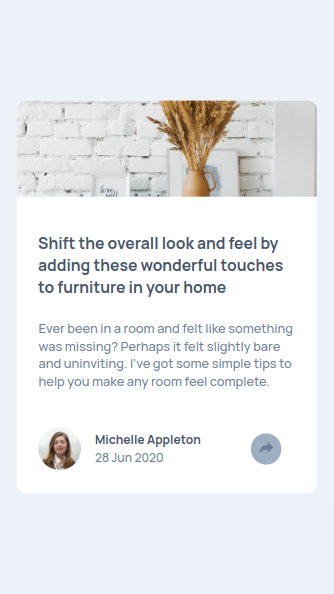 Shift the overall look and feel by
adding these wonderful touches
to furniture in your home
Ever been in a room and felt like something
was missing? Perhaps it felt slightly bare
and uninviting. I've got some simple tips to
help you make any room feel complete.
Michelle Appleton
28 Jun 2020